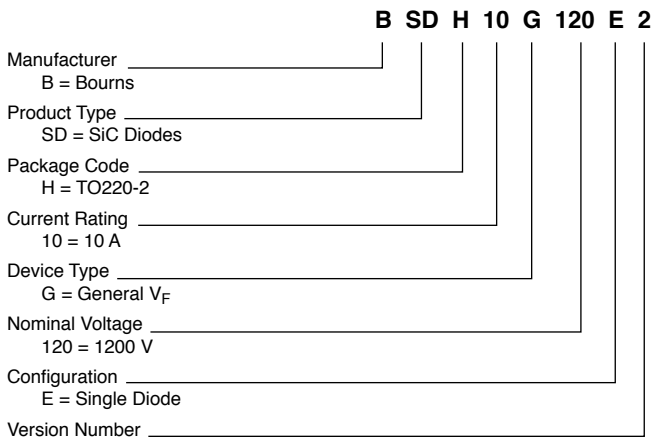 B SD H 10 G 120 E 2
Manufacturer
B = Bourns
Product Type
SD = SiC Diodes
Package Code
H = TO220-2
Current Rating
10 = 10 A
Device Type
G = General VF
Nominal Voltage
120 = 1200 V
Configuration
E = Single Diode
Version Number